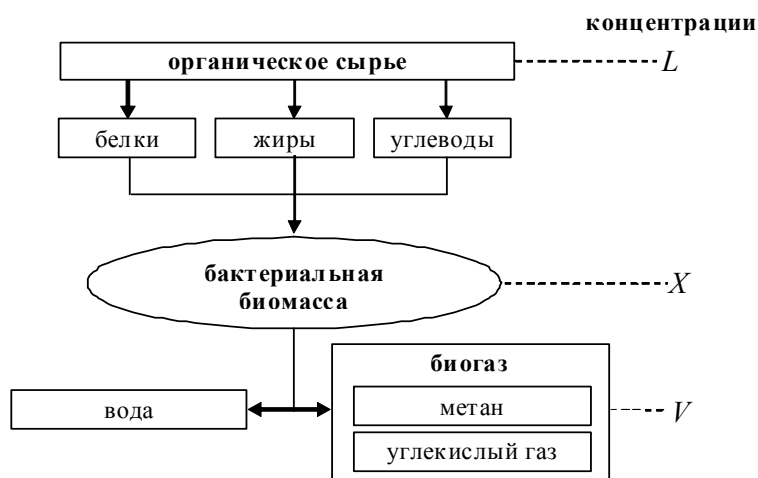 концентрации
органическое сырье
L
белки
жиры
углеводы
бактериальная
биомасса
X
биогаз
вода
метан
V
углекислый газ